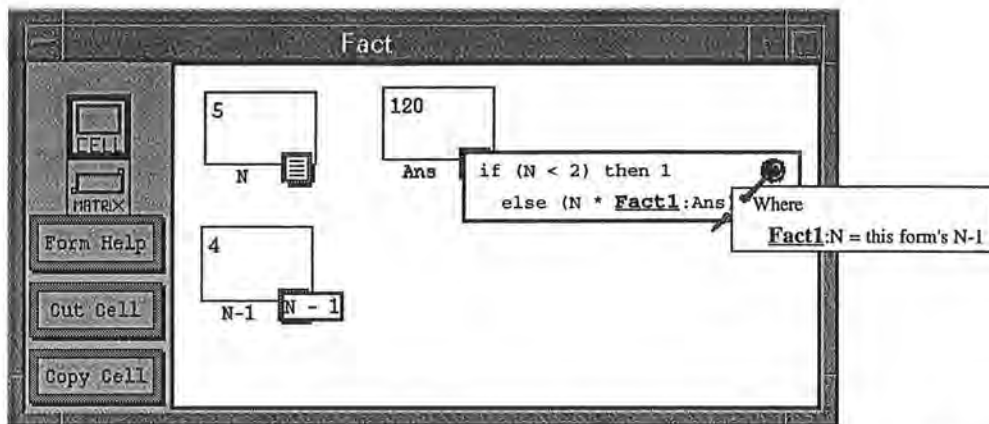 Fact
CELL
MATRIX
Form Help
Cut Cell
Copy Cell
5
N
120
Ans
if (N < 2) then 1
else (N * Fact1:Ans
Where
Fact1:N = this form's N-1
4
N-1
N - 1